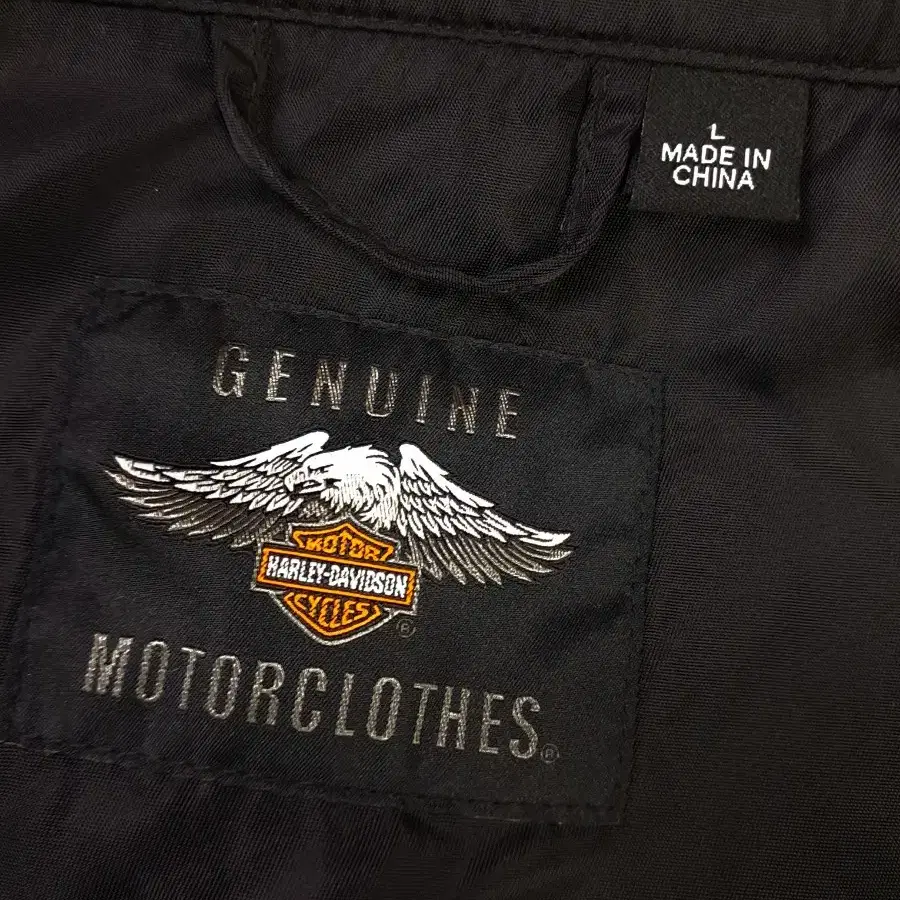 L
MADE IN
CHINA
GENUINE
MOTOR
HARLEY-DAVIDSON
CYCLES
®
MOTORCLOTHES®